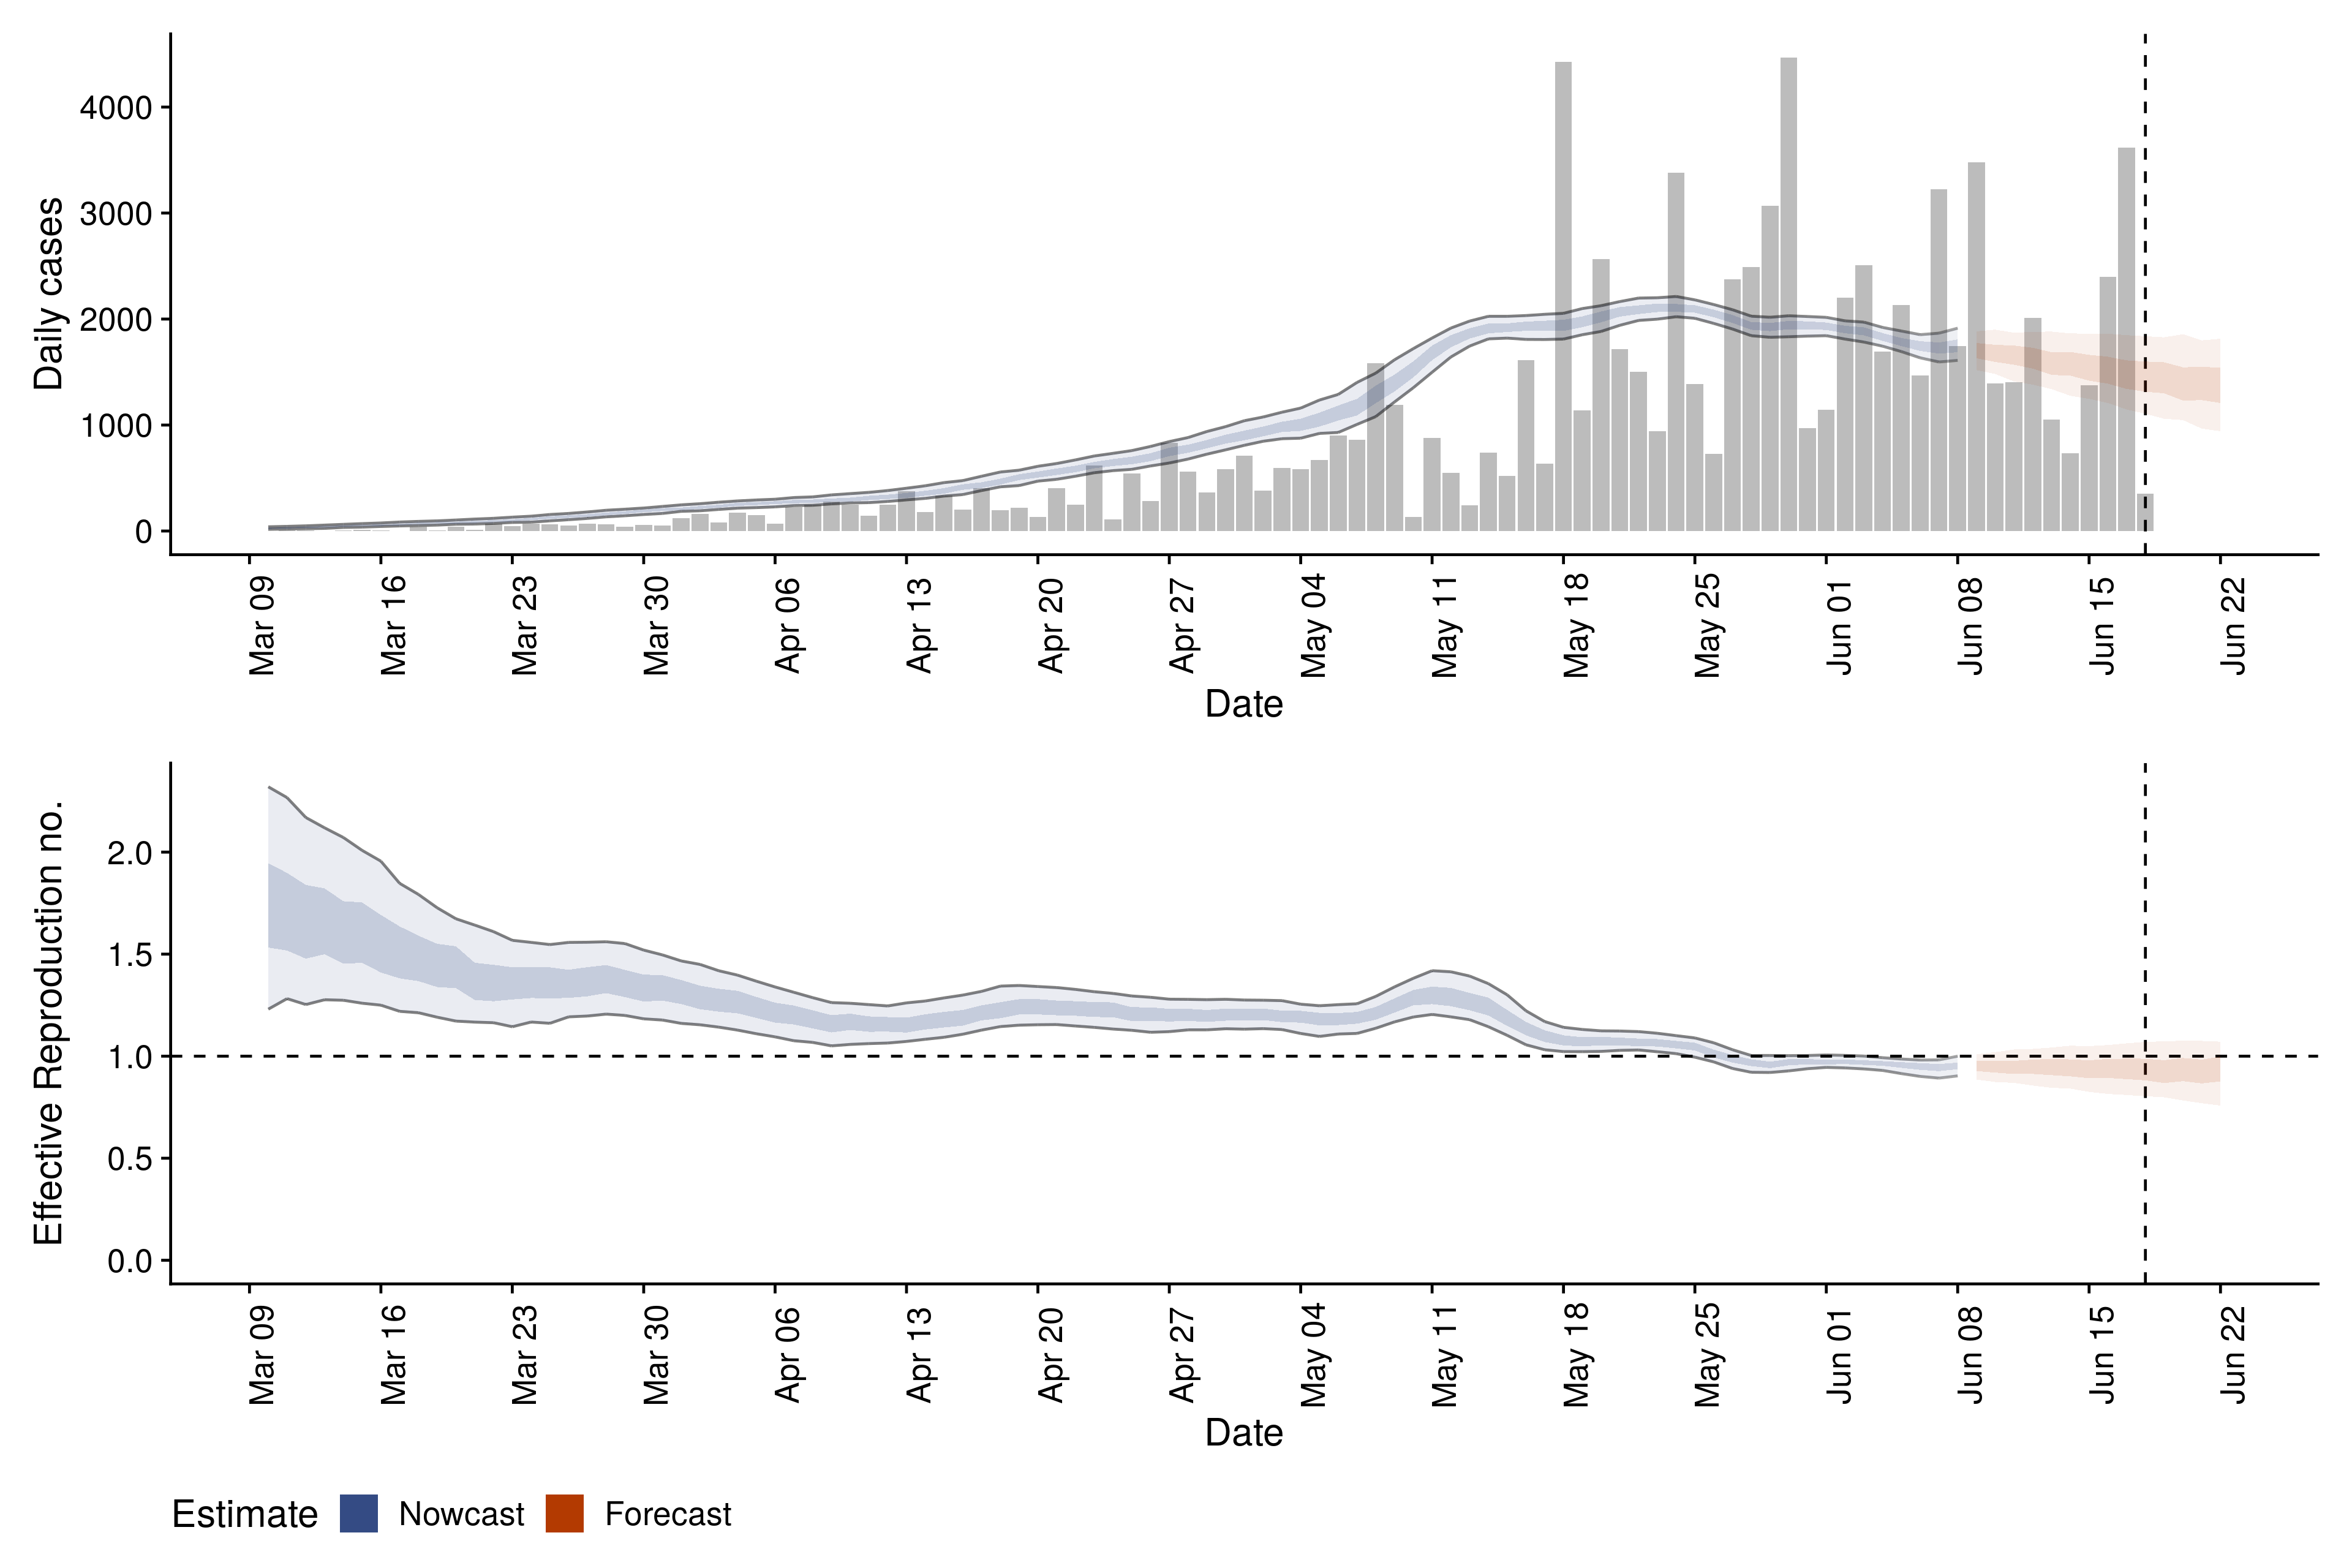 Daily cases
4000
3000
2000
1000
0
Mar 09
Mar 16
Mar 23
Mar 30
Apr 06
Apr 13
Apr 20
Apr 27
May 04
May 11
May 18
May 25
Jun 01
Jun 08
Jun 15
Jun 22
Date
Effective Reproduction no.
2.0
1.5
1.0
0.5
0.0
Mar 09
Mar 16
Mar 23
Mar 30
Apr 06
Apr 13
Apr 20
Apr 27
May 04
May 11
May 18
May 25
Jun 01
Jun 08
Jun 15
Jun 22
Date
Estimate Nowcast Forecast